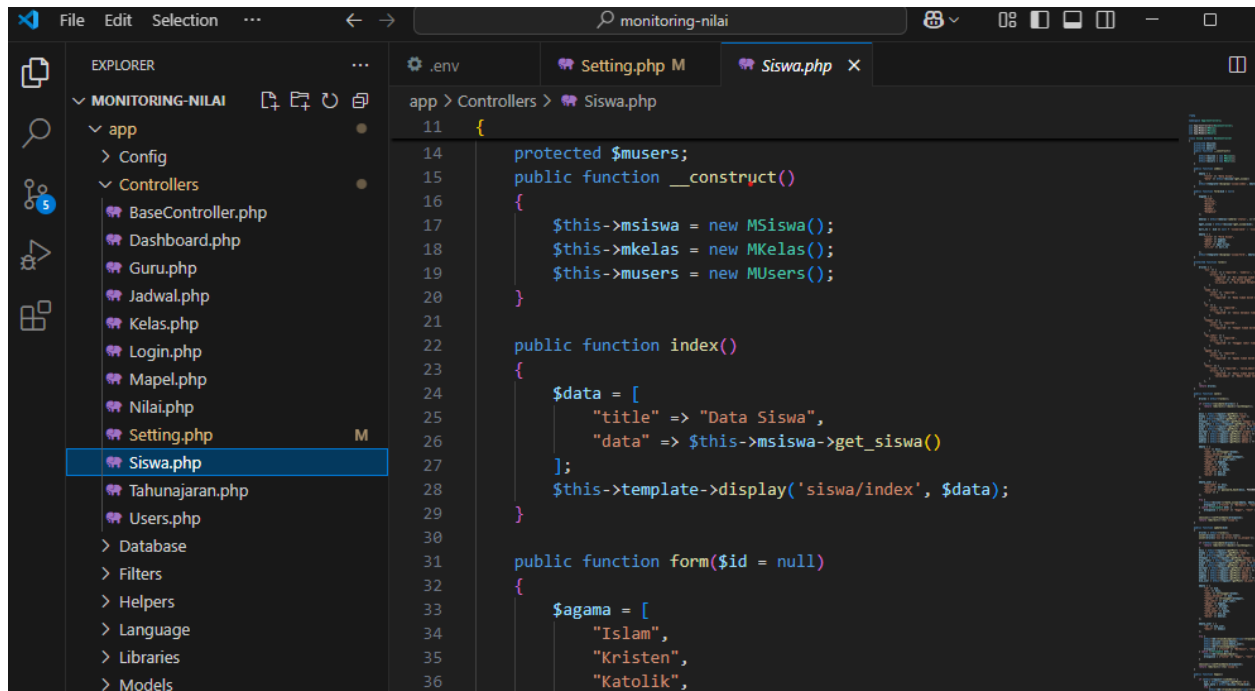 File Edit Selection ··· monitoring-nilai
EXPLORER ···
.env Setting.php M Siswa.php
MONITORING-NILAI
app > Controllers > Siswa.php
app
Config
Controllers
BaseController.php
Dashboard.php
Guru.php
Jadwal.php
Kelas.php
Login.php
Mapel.php
Nilai.php
Setting.php M
Siswa.php
Tahunajaran.php
Users.php
Database
Filters
Helpers
Language
Libraries
Models
5
11 {
14 protected $musers;
15 public function __construct()
16 {
17 $this->msiswa = new MSiswa();
18 $this->mkelas = new MKelas();
19 $this->musers = new MUsers();
20 }
21
22 public function index()
23 {
24 $data = [
25 "title" => "Data Siswa",
26 "data" => $this->msiswa->get_siswa()
27 ];
28 $this->template->display('siswa/index', $data);
29 }
30
31 public function form($id = null)
32 {
33 $agama = [
34 "Islam",
35 "Kristen",
36 "Katolik",